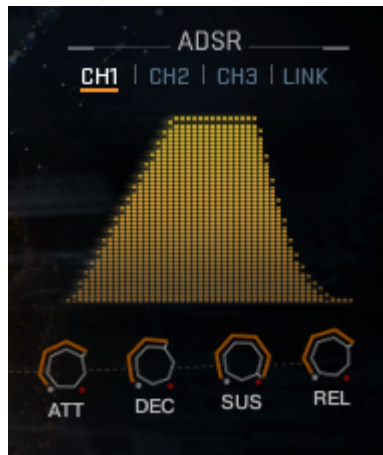 ADSR
CH1 | CH2 | CH3 | LINK
ATT DEC SUS REL